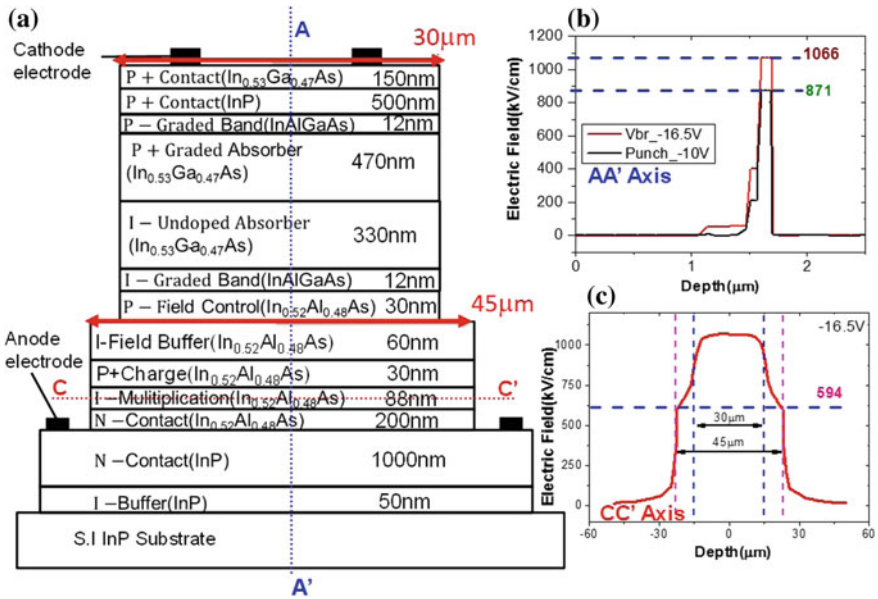 (a)
A
30μm
Cathode
electrode
P + Contact(In0.53Ga0.47As) 150nm
P + Contact(InP) 500nm
P − Graded Band(InAlGaAs) 12nm
P + Graded Absorber
(In0.53Ga0.47As) 470nm
I − Undoped Absorber
(In0.53Ga0.47As) 330nm
I − Graded Band(InAlGaAs) 12nm
P − Field Control(In0.52Al0.48As) 30nm
45μm
Anode
electrode
I-Field Buffer(In0.52Al0.48As) 60nm
P+Charge(In0.52Al0.48As) 30nm
C C'
I −Mulitiplication(In0.52Al0.48As) 88nm
N −Contact(In0.52Al0.48As) 200nm
N −Contact(InP) 1000nm
I −Buffer(InP) 50nm
S.I InP Substrate
A'
(b)
Electric Field(kV/cm)
1200
1000
800
600
400
200
0
1066
871
Vbr_-16.5V
Punch_-10V
AA' Axis
0 1 2
Depth(μm)
(c)
Electric Field(kV/cm)
1000
750
500
250
0
-16.5V
594
30μm
45μm
CC' Axis
-60 -30 0 30 60
Depth(μm)